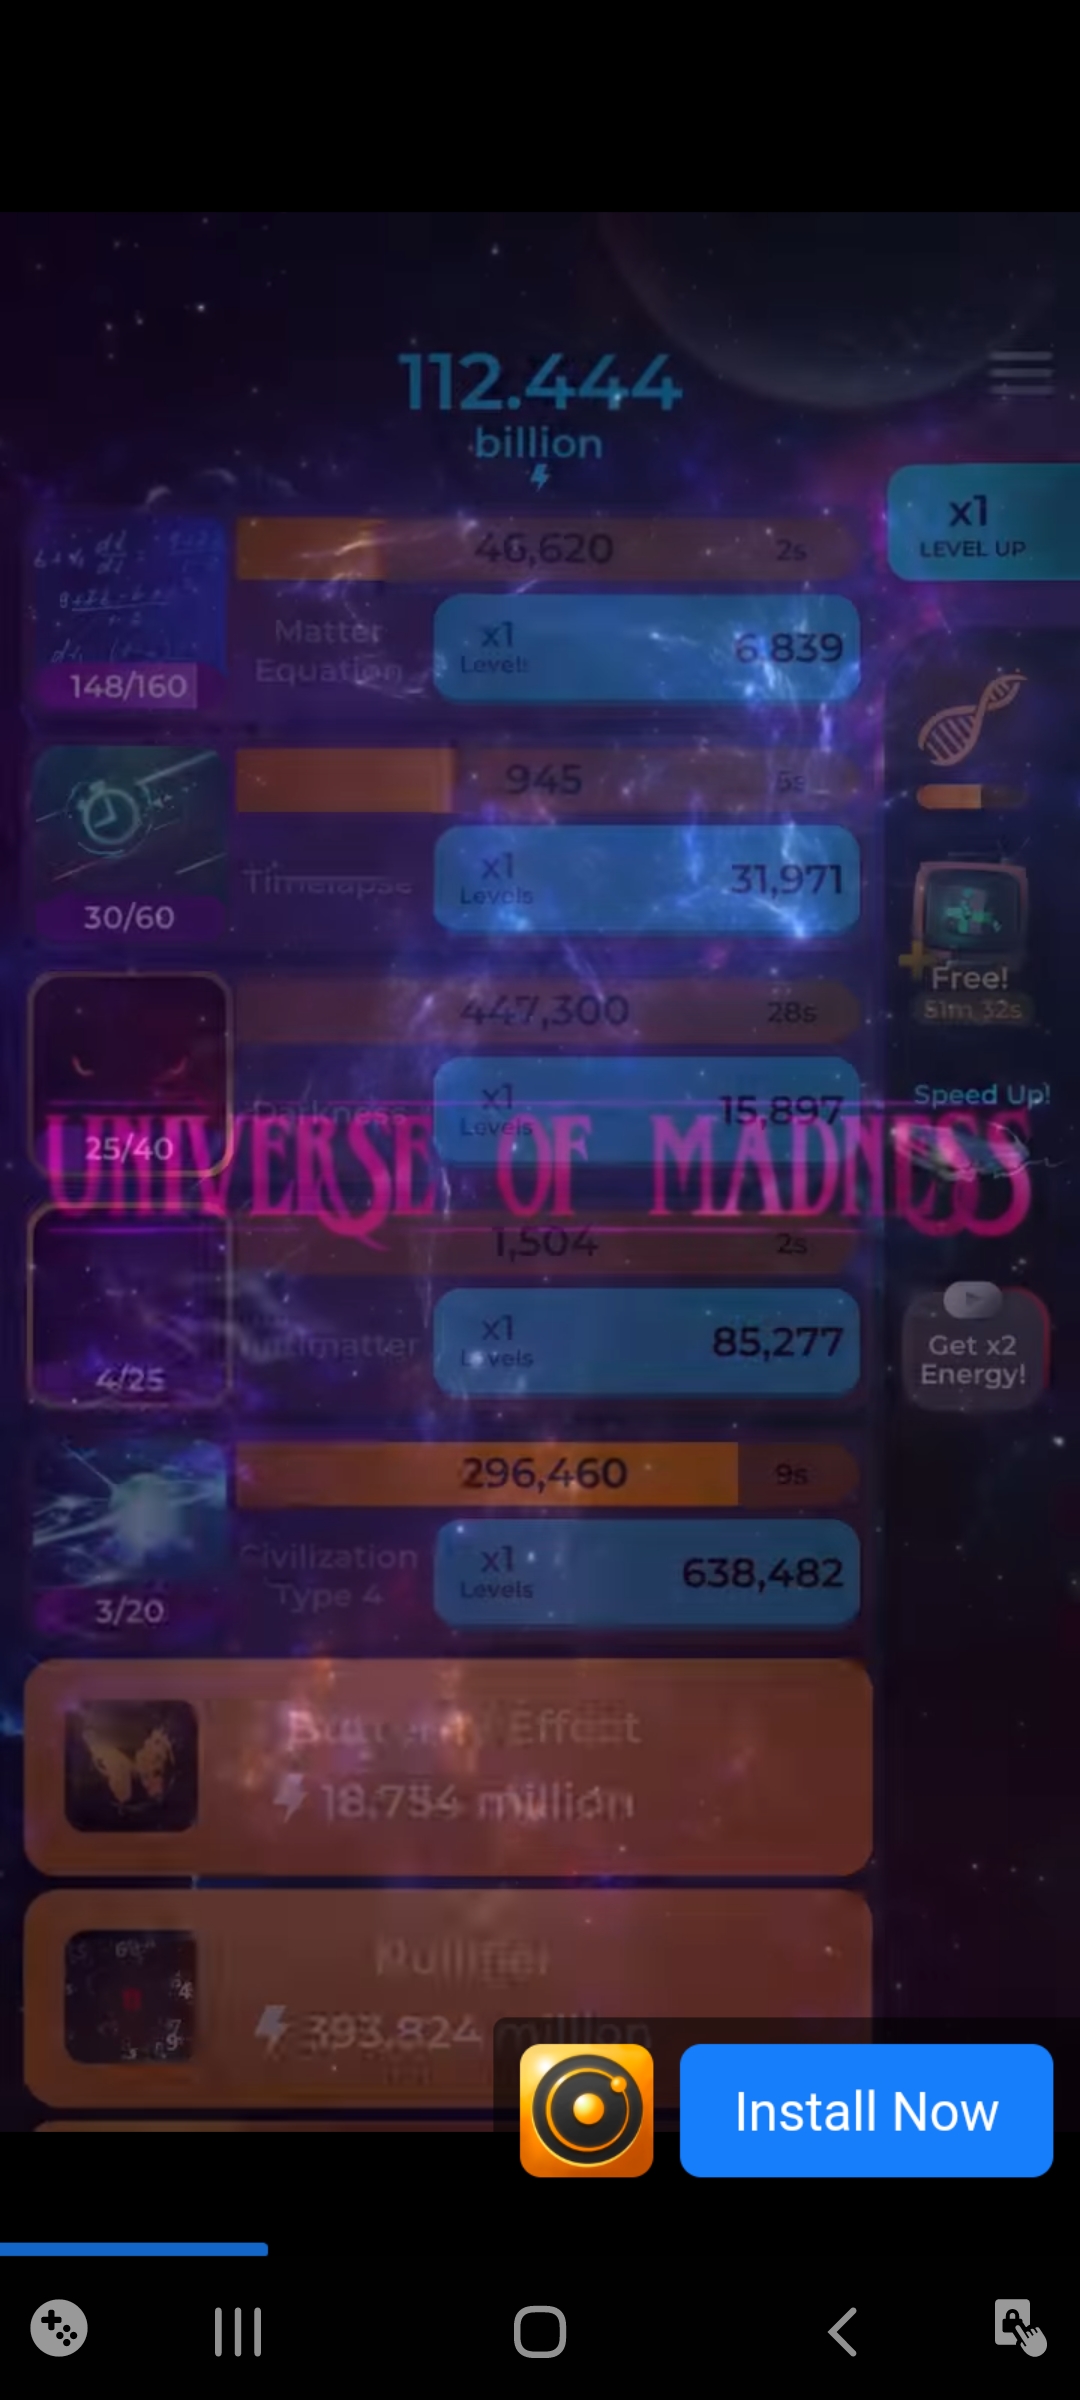 112.444
billion
x1
LEVEL UP
46,620
2s
Matter
Equation
x1
Levels
6,839
148/160
945
5s
Timelapse
x1
Levels
31,971
30/60
Free!
51m 32s
447,300
28s
Darkness
x1
Levels
15,897
25/40
Speed Up!
UNIVERSE OF MADNESS
1,504
2s
Antimatter
x1
Levels
85,277
4/25
Get x2
Energy!
296,460
9s
Civilization
Type 4
x1
Levels
638,482
3/20
Butterfly Effect
18.754 million
Nullifier
393.824 million
Install Now